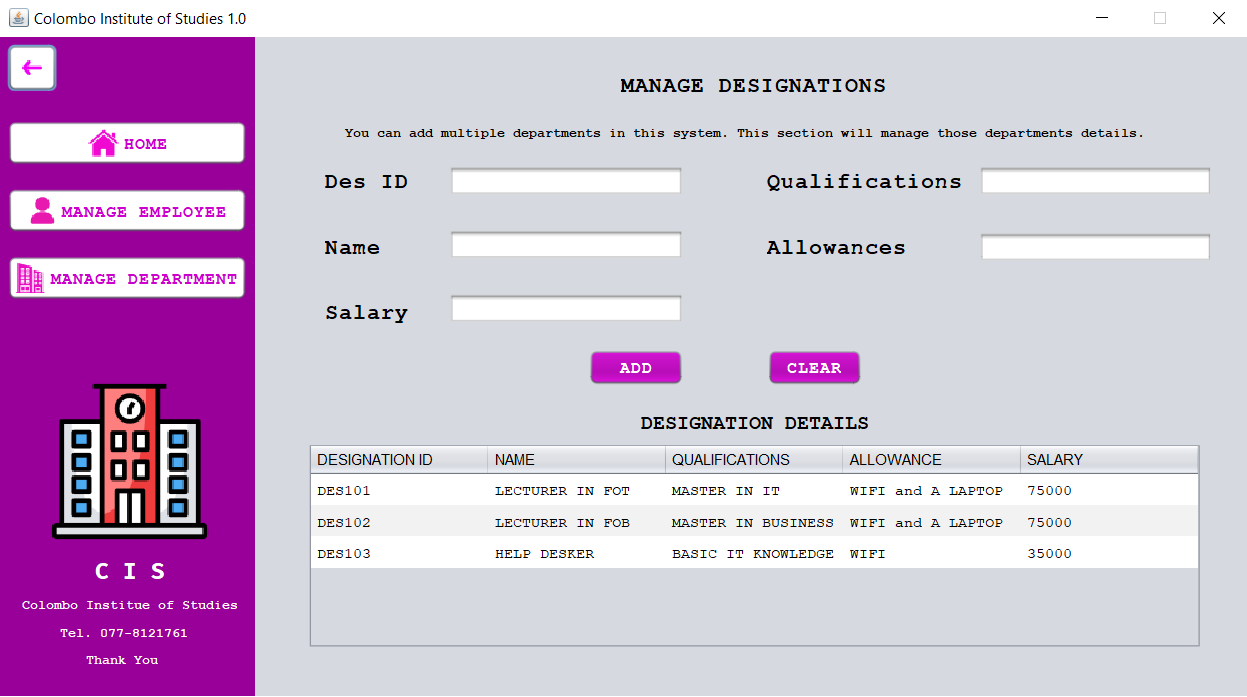 Colombo Institute of Studies 1.0
HOME
MANAGE EMPLOYEE
MANAGE DEPARTMENT
C I S
Colombo Institue of Studies
Tel. 077-8121761
Thank You
MANAGE DESIGNATIONS
You can add multiple departments in this system. This section will manage those departments details.
Des ID Qualifications
Name Allowances
Salary
ADD CLEAR
DESIGNATION DETAILS
DESIGNATION ID NAME QUALIFICATIONS ALLOWANCE SALARY
DES101 LECTURER IN FOT MASTER IN IT WIFI and A LAPTOP 75000
DES102 LECTURER IN FOB MASTER IN BUSINESS WIFI and A LAPTOP 75000
DES103 HELP DESKER BASIC IT KNOWLEDGE WIFI 35000